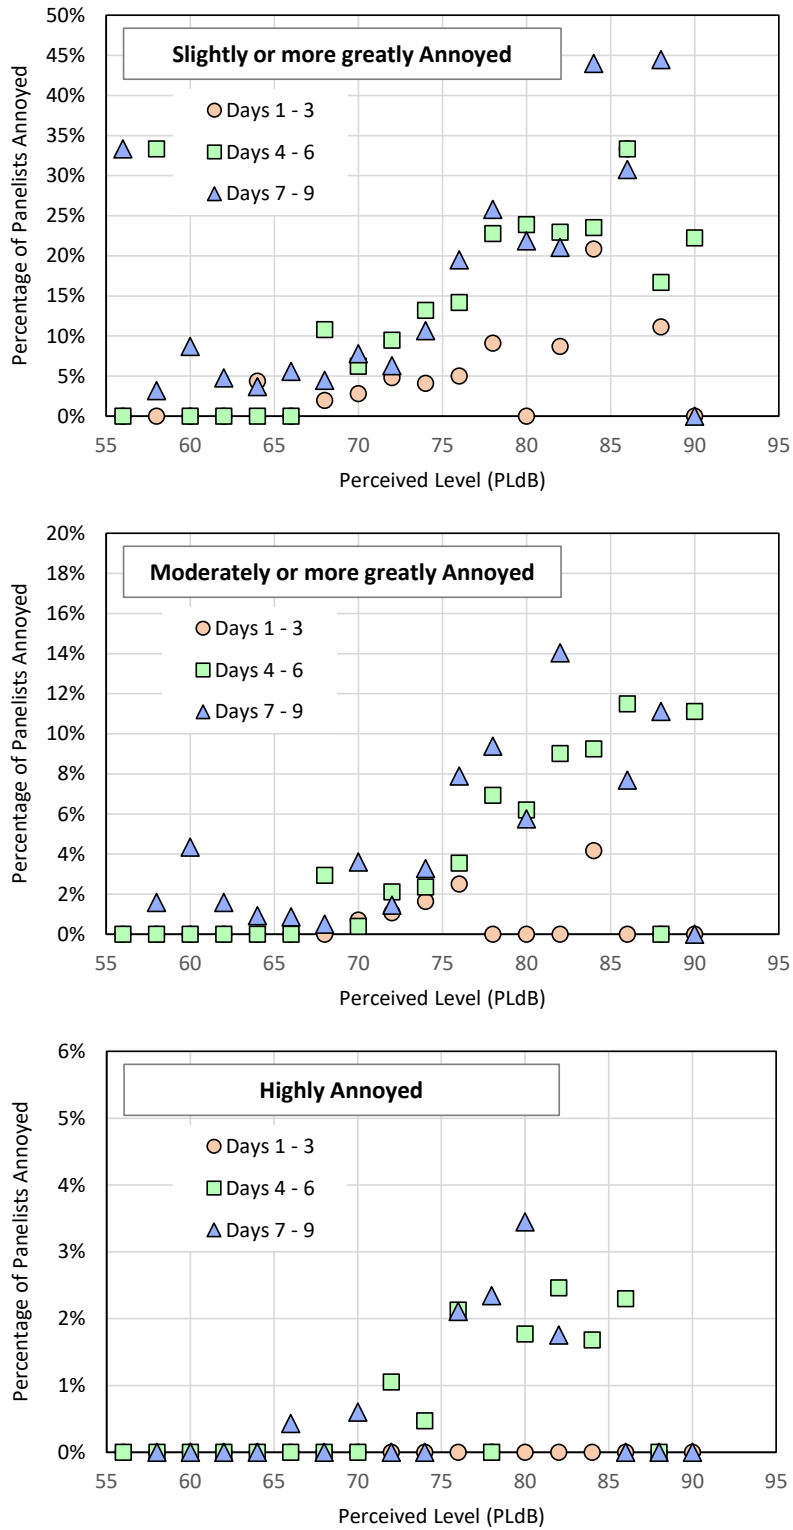 50%
45%
40%
35%
30%
25%
20%
15%
10%
5%
0%
Percentage of Panelists Annoyed
Slightly or more greatly Annoyed
Days 1 - 3
Days 4 - 6
Days 7 - 9
55 60 65 70 75 80 85 90 95
Perceived Level (PLdB)
20%
18%
16%
14%
12%
10%
8%
6%
4%
2%
0%
Percentage of Panelists Annoyed
Moderately or more greatly Annoyed
Days 1 - 3
Days 4 - 6
Days 7 - 9
55 60 65 70 75 80 85 90 95
Perceived Level (PLdB)
6%
5%
4%
3%
2%
1%
0%
Percentage of Panelists Annoyed
Highly Annoyed
Days 1 - 3
Days 4 - 6
Days 7 - 9
55 60 65 70 75 80 85 90 95
Perceived Level (PLdB)